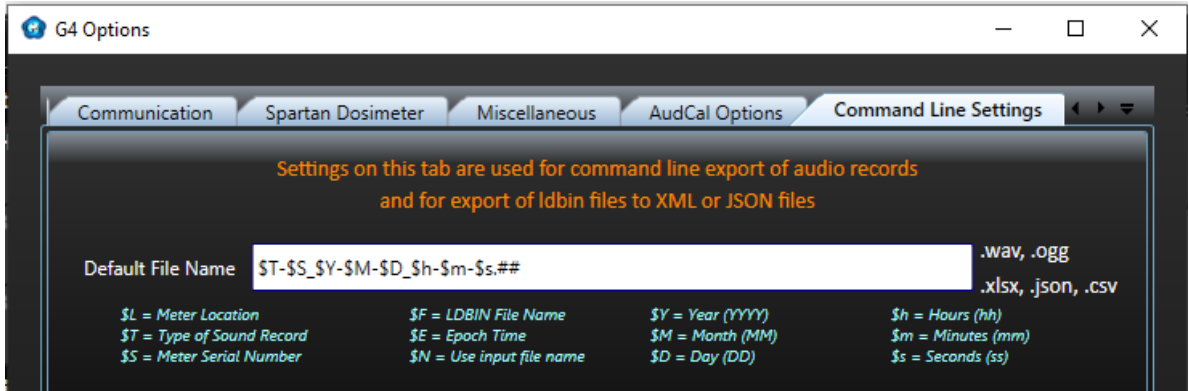 G4 Options
Communication Spartan Dosimeter Miscellaneous AudCal Options Command Line Settings
Settings on this tab are used for command line export of audio records
and for export of ldbin files to XML or JSON files
Default File Name $T-$S_$Y-$M-$D_$h-$m-$s.## .wav, .ogg
.xlsx, .json, .csv
$L = Meter Location $F = LDBIN File Name $Y = Year (YYYY) $h = Hours (hh)
$T = Type of Sound Record $E = Epoch Time $M = Month (MM) $m = Minutes (mm)
$S = Meter Serial Number $N = Use input file name $D = Day (DD) $s = Seconds (ss)